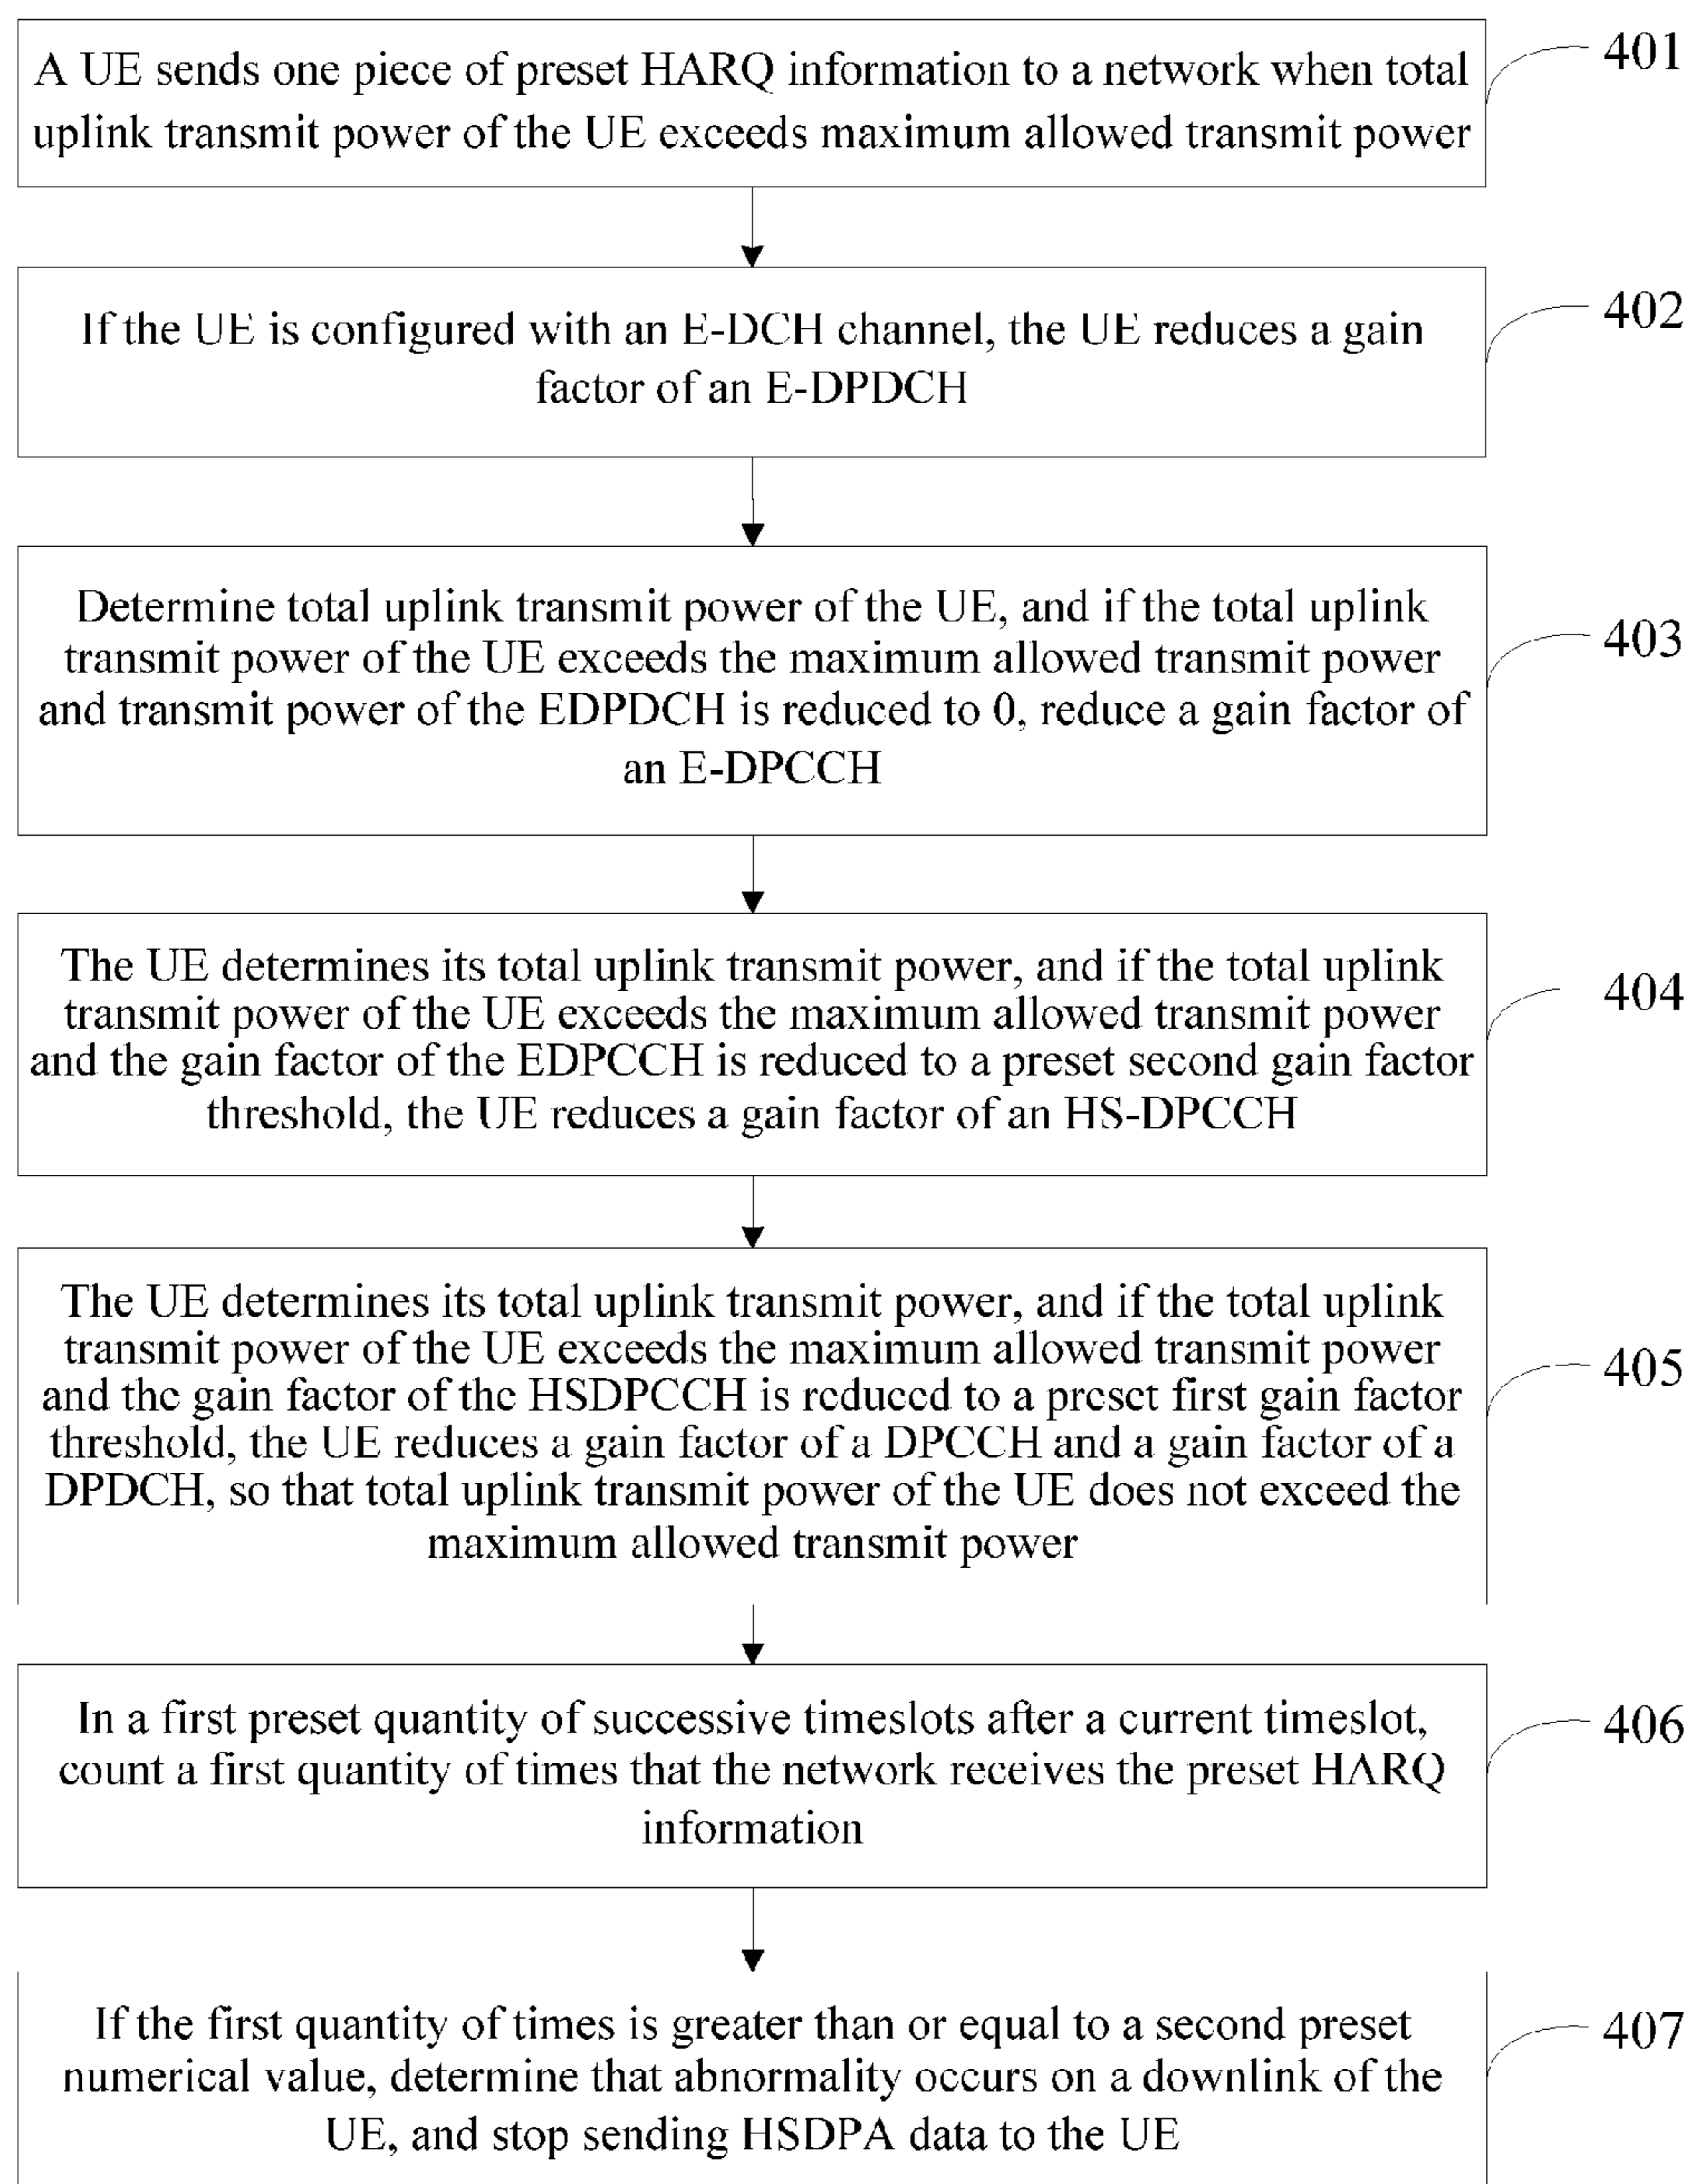 A UE sends one piece of preset HARQ information to a network when total
uplink transmit power of the UE exceeds maximum allowed transmit power
401
If the UE is configured with an E-DCH channel, the UE reduces a gain
factor of an E-DPDCH
402
Determine total uplink transmit power of the UE, and if the total uplink
transmit power of the UE exceeds the maximum allowed transmit power
and transmit power of the EDPDCH is reduced to 0, reduce a gain factor of
an E-DPCCH
403
The UE determines its total uplink transmit power, and if the total uplink
transmit power of the UE exceeds the maximum allowed transmit power
and the gain factor of the EDPCCH is reduced to a preset second gain factor
threshold, the UE reduces a gain factor of an HS-DPCCH
404
The UE determines its total uplink transmit power, and if the total uplink
transmit power of the UE exceeds the maximum allowed transmit power
and the gain factor of the HSDPCCH is reduced to a preset first gain factor
threshold, the UE reduces a gain factor of a DPCCH and a gain factor of a
DPDCH, so that total uplink transmit power of the UE does not exceed the
maximum allowed transmit power
405
In a first preset quantity of successive timeslots after a current timeslot,
count a first quantity of times that the network receives the preset HARQ
information
406
If the first quantity of times is greater than or equal to a second preset
numerical value, determine that abnormality occurs on a downlink of the
UE, and stop sending HSDPA data to the UE
407